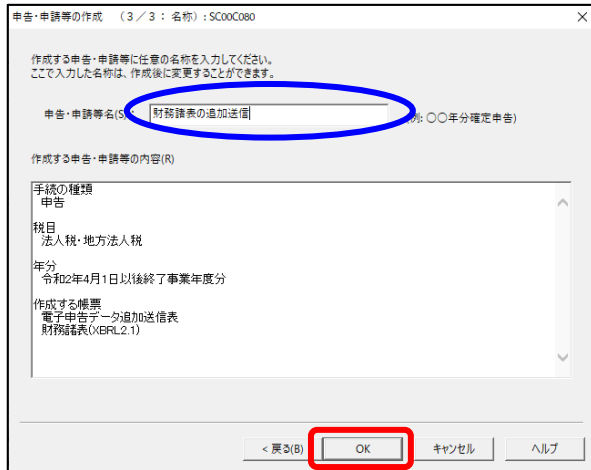 申告・申請等の作成　(３／３：名称)：SC00C080
作成する申告・申請等に任意の名称を入力してください。
ここで入力した名称は、作成後に変更することができます。
申告・申請等名(S)： 財務諸表の追加送信 例:○○年分確定申告)
作成する申告・申請等の内容(R)
手続の種類
申告
税目
法人税・地方法人税
年分
令和2年4月1日以後終了事業年度分
作成する帳票
電子申告データ追加送信表
財務諸表(XBRL2.1)
< 戻る(B) OK キャンセル ヘルプ